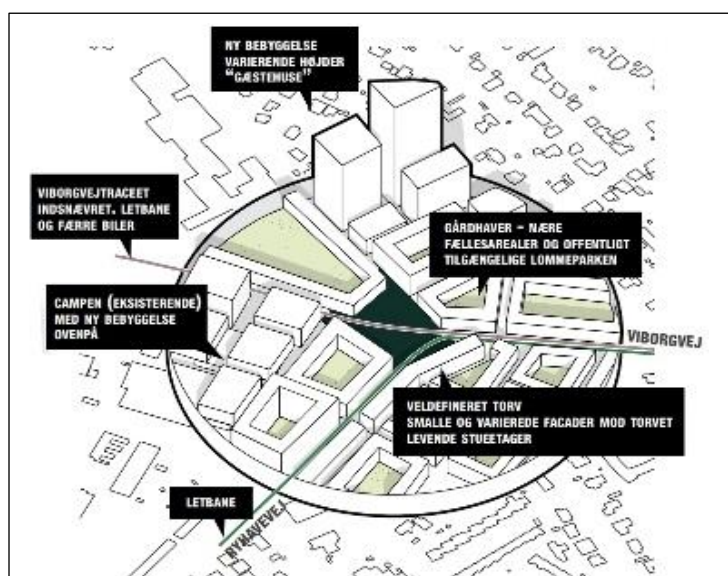 NY BEBYGGELSE
VARIERENDE HØJDER
"GÆSTEHUSE"
VIBORGVEJTRACEET
INDSNÆVRET. LETBANE
OG FÆRRE BILER
GÅRDHAVER – NÆRE
FÆLLESAREALER OG OFFENTLIGT
TILGÆNGELIGE LOMMEPARKEN
CAMPEN (EKSISTERENDE)
MED NY BEBYGGELSE
OVENPÅ
VIBORGVEJ
VELDEFINERET TORV
SMALLE OG VARIEREDE FACADER MOD TORVET
LEVENDE STUEETAGER
LETBANE
RYHAVEVEJ